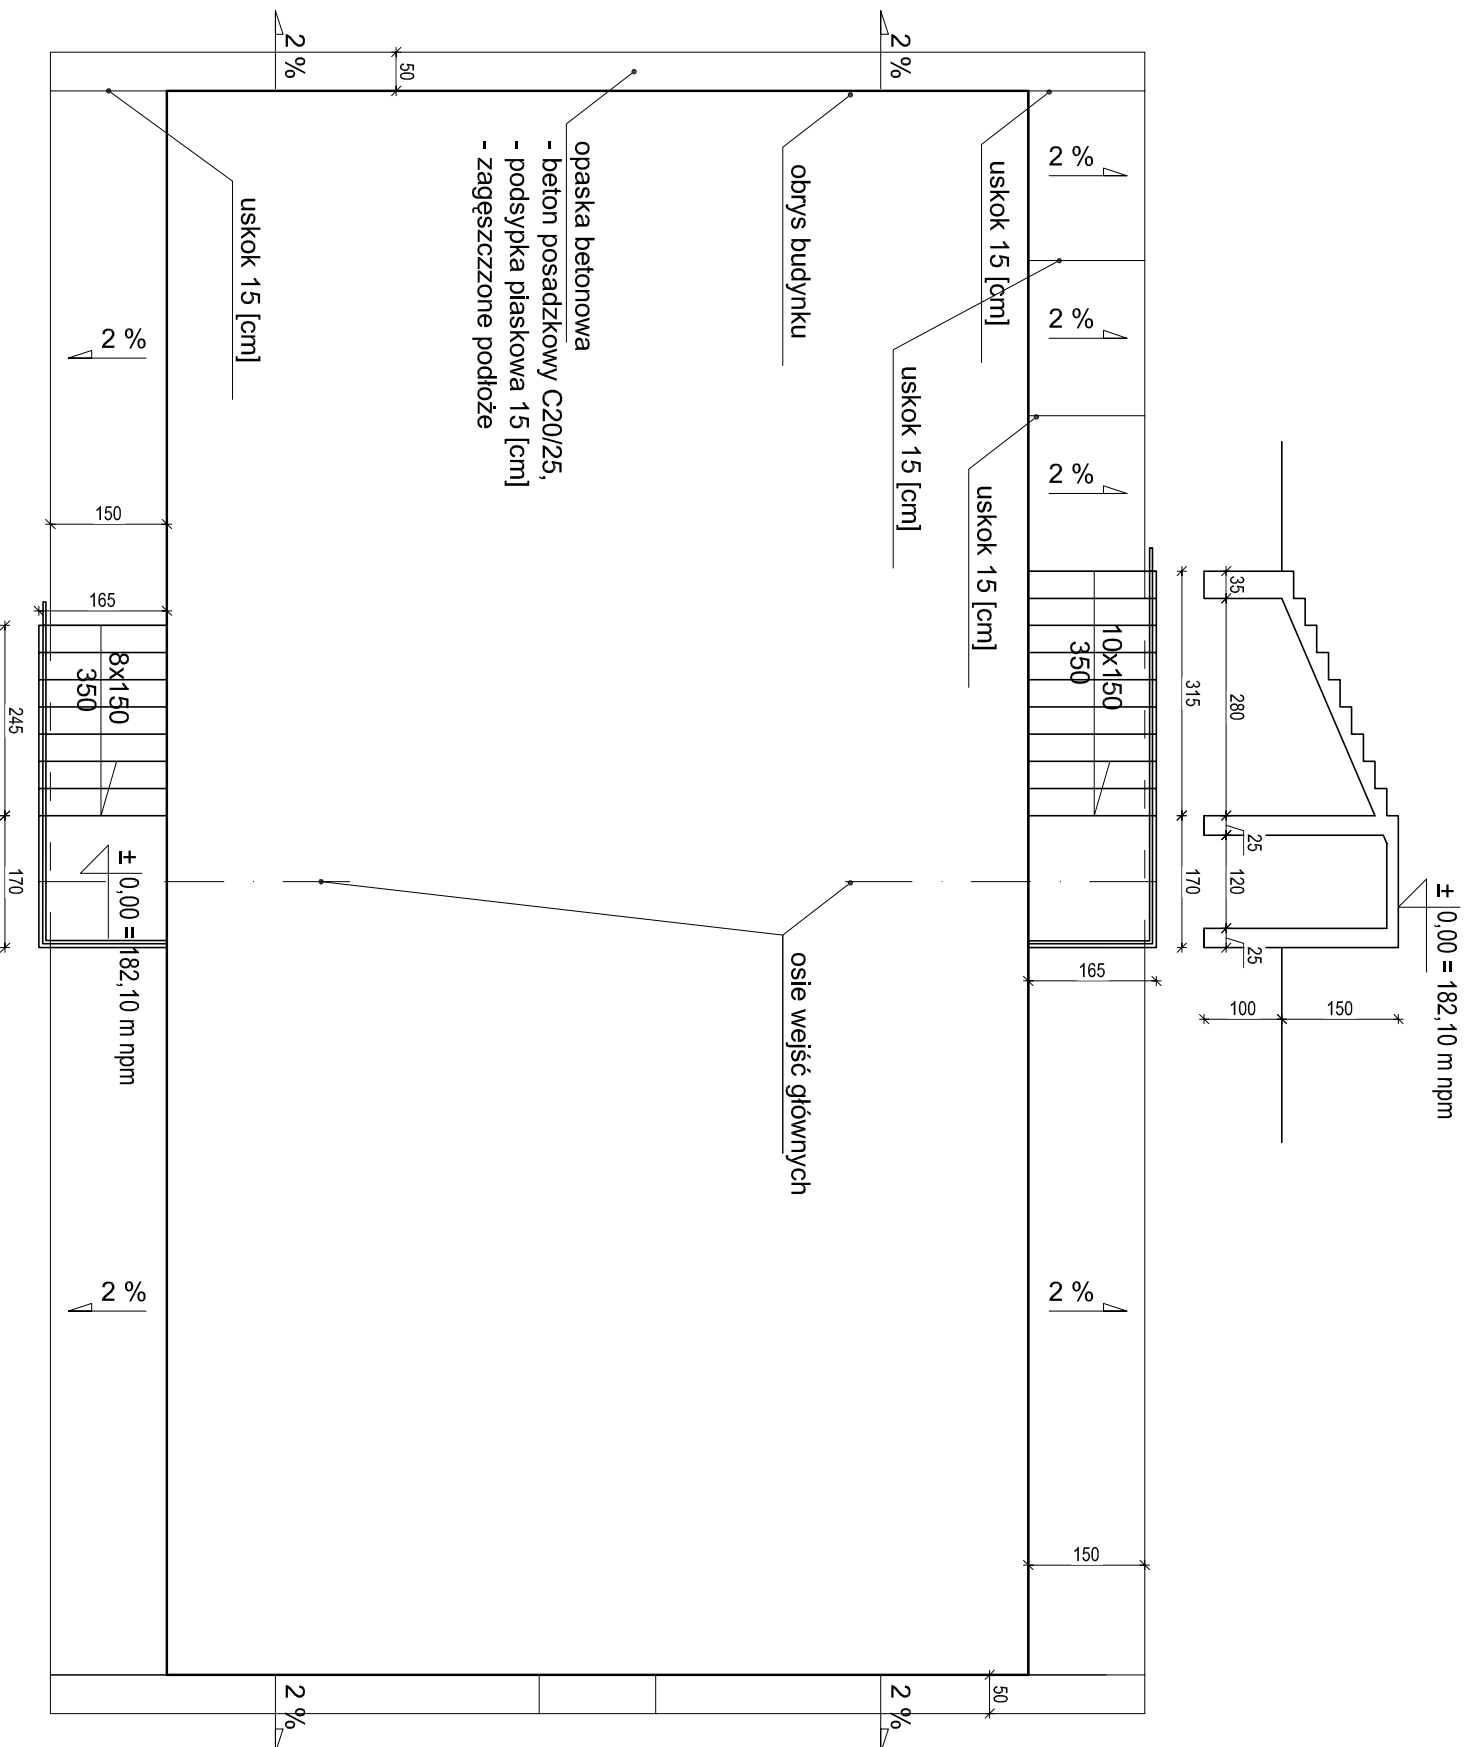 2 %
2 %
50
uskok 15 [cm]
opaska betonowa
- beton posadzkowy C20/25,
- podsypka piaskowa 15 [cm]
- zagęszczzone podłoże
obrys budynku
uskok 15 [cm]
2 %
uskok 15 [cm]
2 %
uskok 15 [cm]
2 %
2 %
150
165
8x150
350
245
170
± 0,00 = 182,10 m npm
10x150
350
315
170
165
35
280
25
120
25
100
150
± 0,00 = 182,10 m npm
osie wejść głównych
2 %
2 %
150
50
2 %
2 %